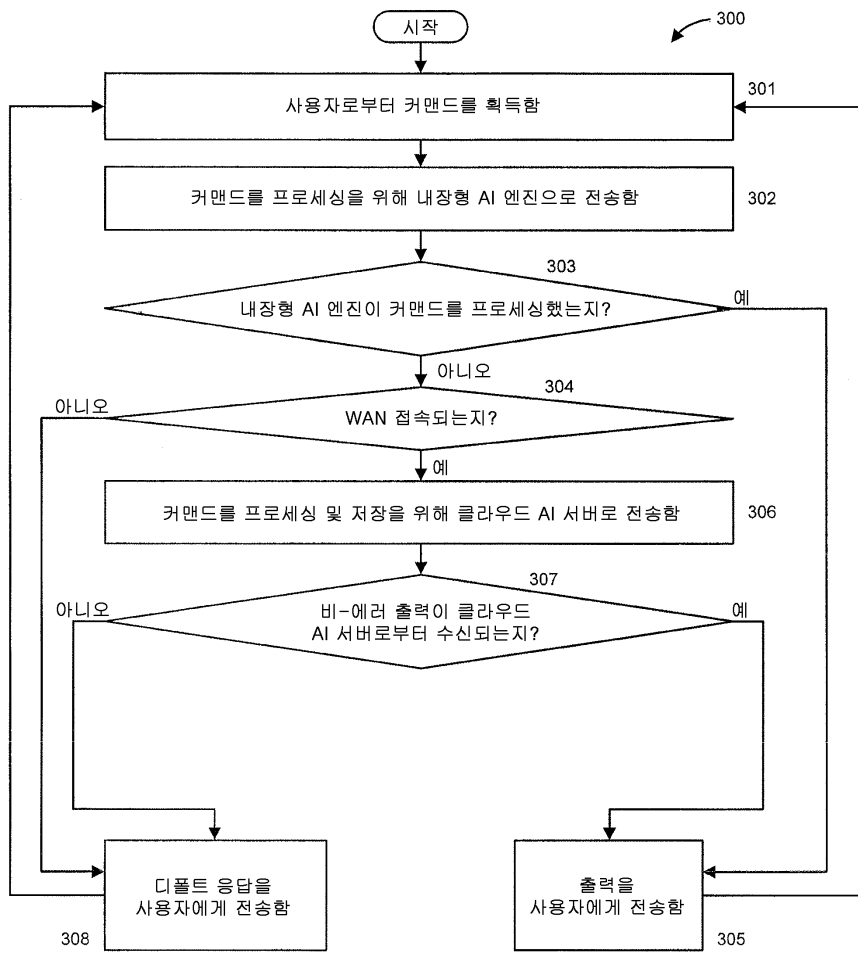 시작
300
사용자로부터 커맨드를 획득함
301
커맨드를 프로세싱을 위해 내장형 AI 엔진으로 전송함
302
303
내장형 AI 엔진이 커맨드를 프로세싱했는지?
예
아니오
304
아니오
WAN 접속되는지?
예
커맨드를 프로세싱 및 저장을 위해 클라우드 AI 서버로 전송함
306
307
아니오
비-에러 출력이 클라우드
AI 서버로부터 수신되는지?
예
디폴트 응답을
사용자에게 전송함
308
출력을
사용자에게 전송함
305